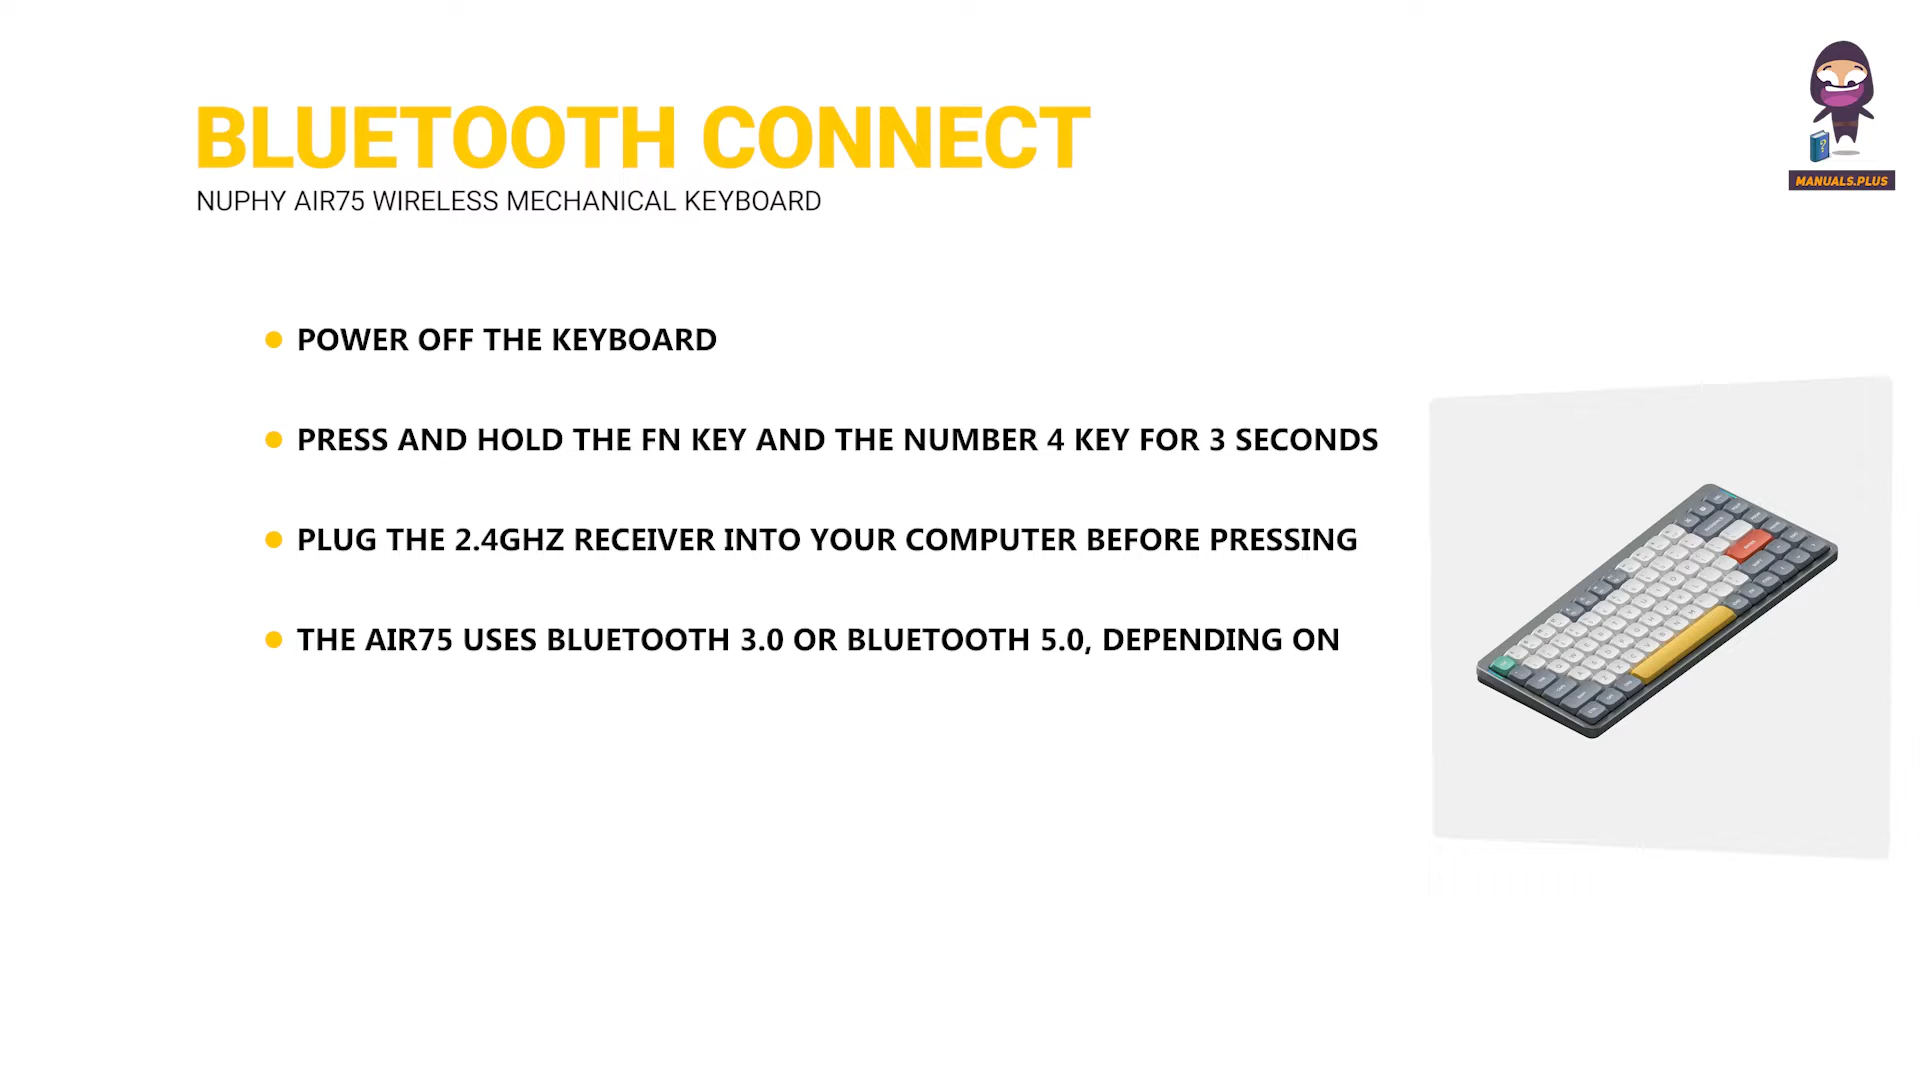 BLUETOOTH CONNECT
NUPHY AIR75 WIRELESS MECHANICAL KEYBOARD
MANUALS.PLUS
POWER OFF THE KEYBOARD
PRESS AND HOLD THE FN KEY AND THE NUMBER 4 KEY FOR 3 SECONDS
PLUG THE 2.4GHZ RECEIVER INTO YOUR COMPUTER BEFORE PRESSING
THE AIR75 USES BLUETOOTH 3.0 OR BLUETOOTH 5.0, DEPENDING ON